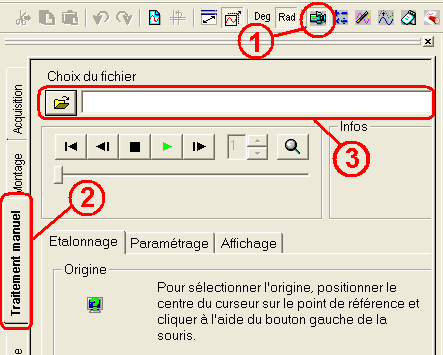 Deg Rad
1
Choix du fichier
Acquisition
3
Infos
Montage
1
2
Traitement manuel
Etalonnage Paramétrage Affichage
Origine
Pour sélectionner l'origine, positionner le
centre du curseur sur le point de référence et
cliquer à l'aide du bouton gauche de la
souris.